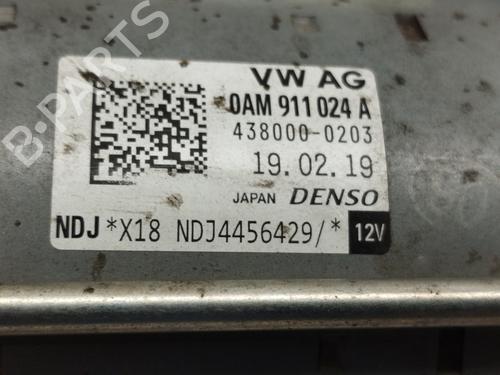 VW AG
0AM 911 024 A
438000-0203
19.02.19
JAPAN DENSO
NDJ *X18 NDJ4456429/* 12V
B-PARTS